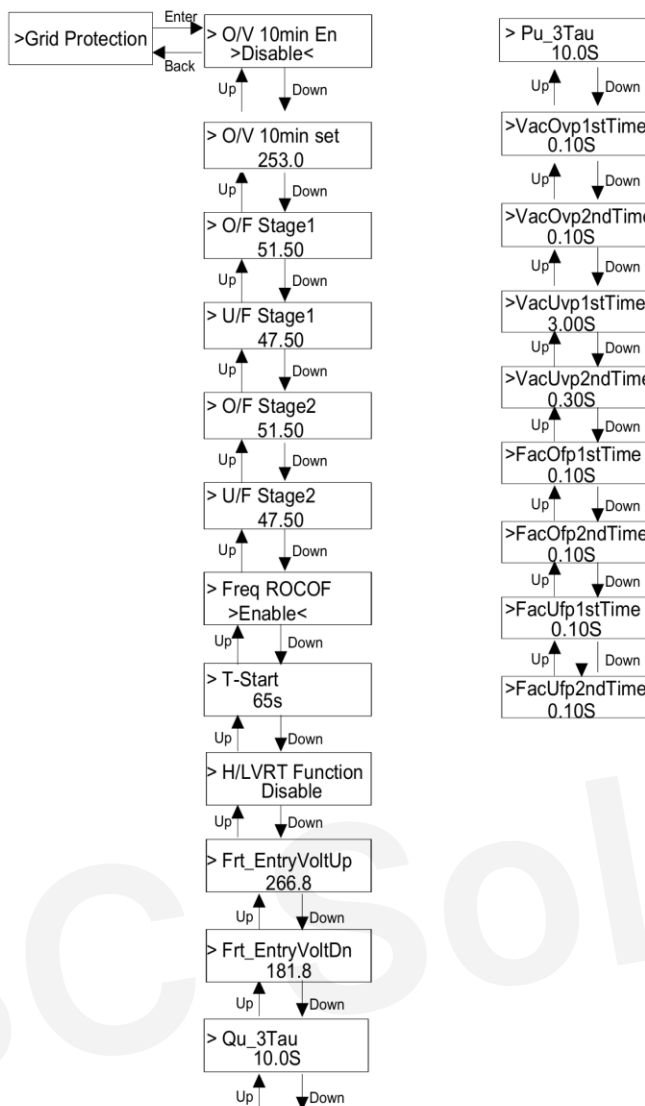 >Grid Protection
Enter
Back
> O/V 10min En
>Disable<
Up
Down
> O/V 10min set
253.0
Up
Down
> O/F Stage1
51.50
Up
Down
> U/F Stage1
47.50
Up
Down
> O/F Stage2
51.50
Up
Down
> U/F Stage2
47.50
Up
Down
> Freq ROCOF
>Enable<
Up
Down
> T-Start
65s
Up
Down
> H/LVRT Function
Disable
Up
Down
> Frt_EntryVoltUp
266.8
Up
Down
> Frt_EntryVoltDn
181.8
Up
Down
> Qu_3Tau
10.0S
Up
Down
> Pu_3Tau
10.0S
Up
Down
>VacOvp1stTime
0.10S
Up
Down
>VacOvp2ndTime
0.10S
Up
Down
>VacUvp1stTime
3.00S
Up
Down
>VacUvp2ndTime
0.30S
Up
Down
>FacOfp1stTime
0.10S
Up
Down
>FacOfp2ndTime
0.10S
Up
Down
>FacUfp1stTime
0.10S
Up
Down
>FacUfp2ndTime
0.10S